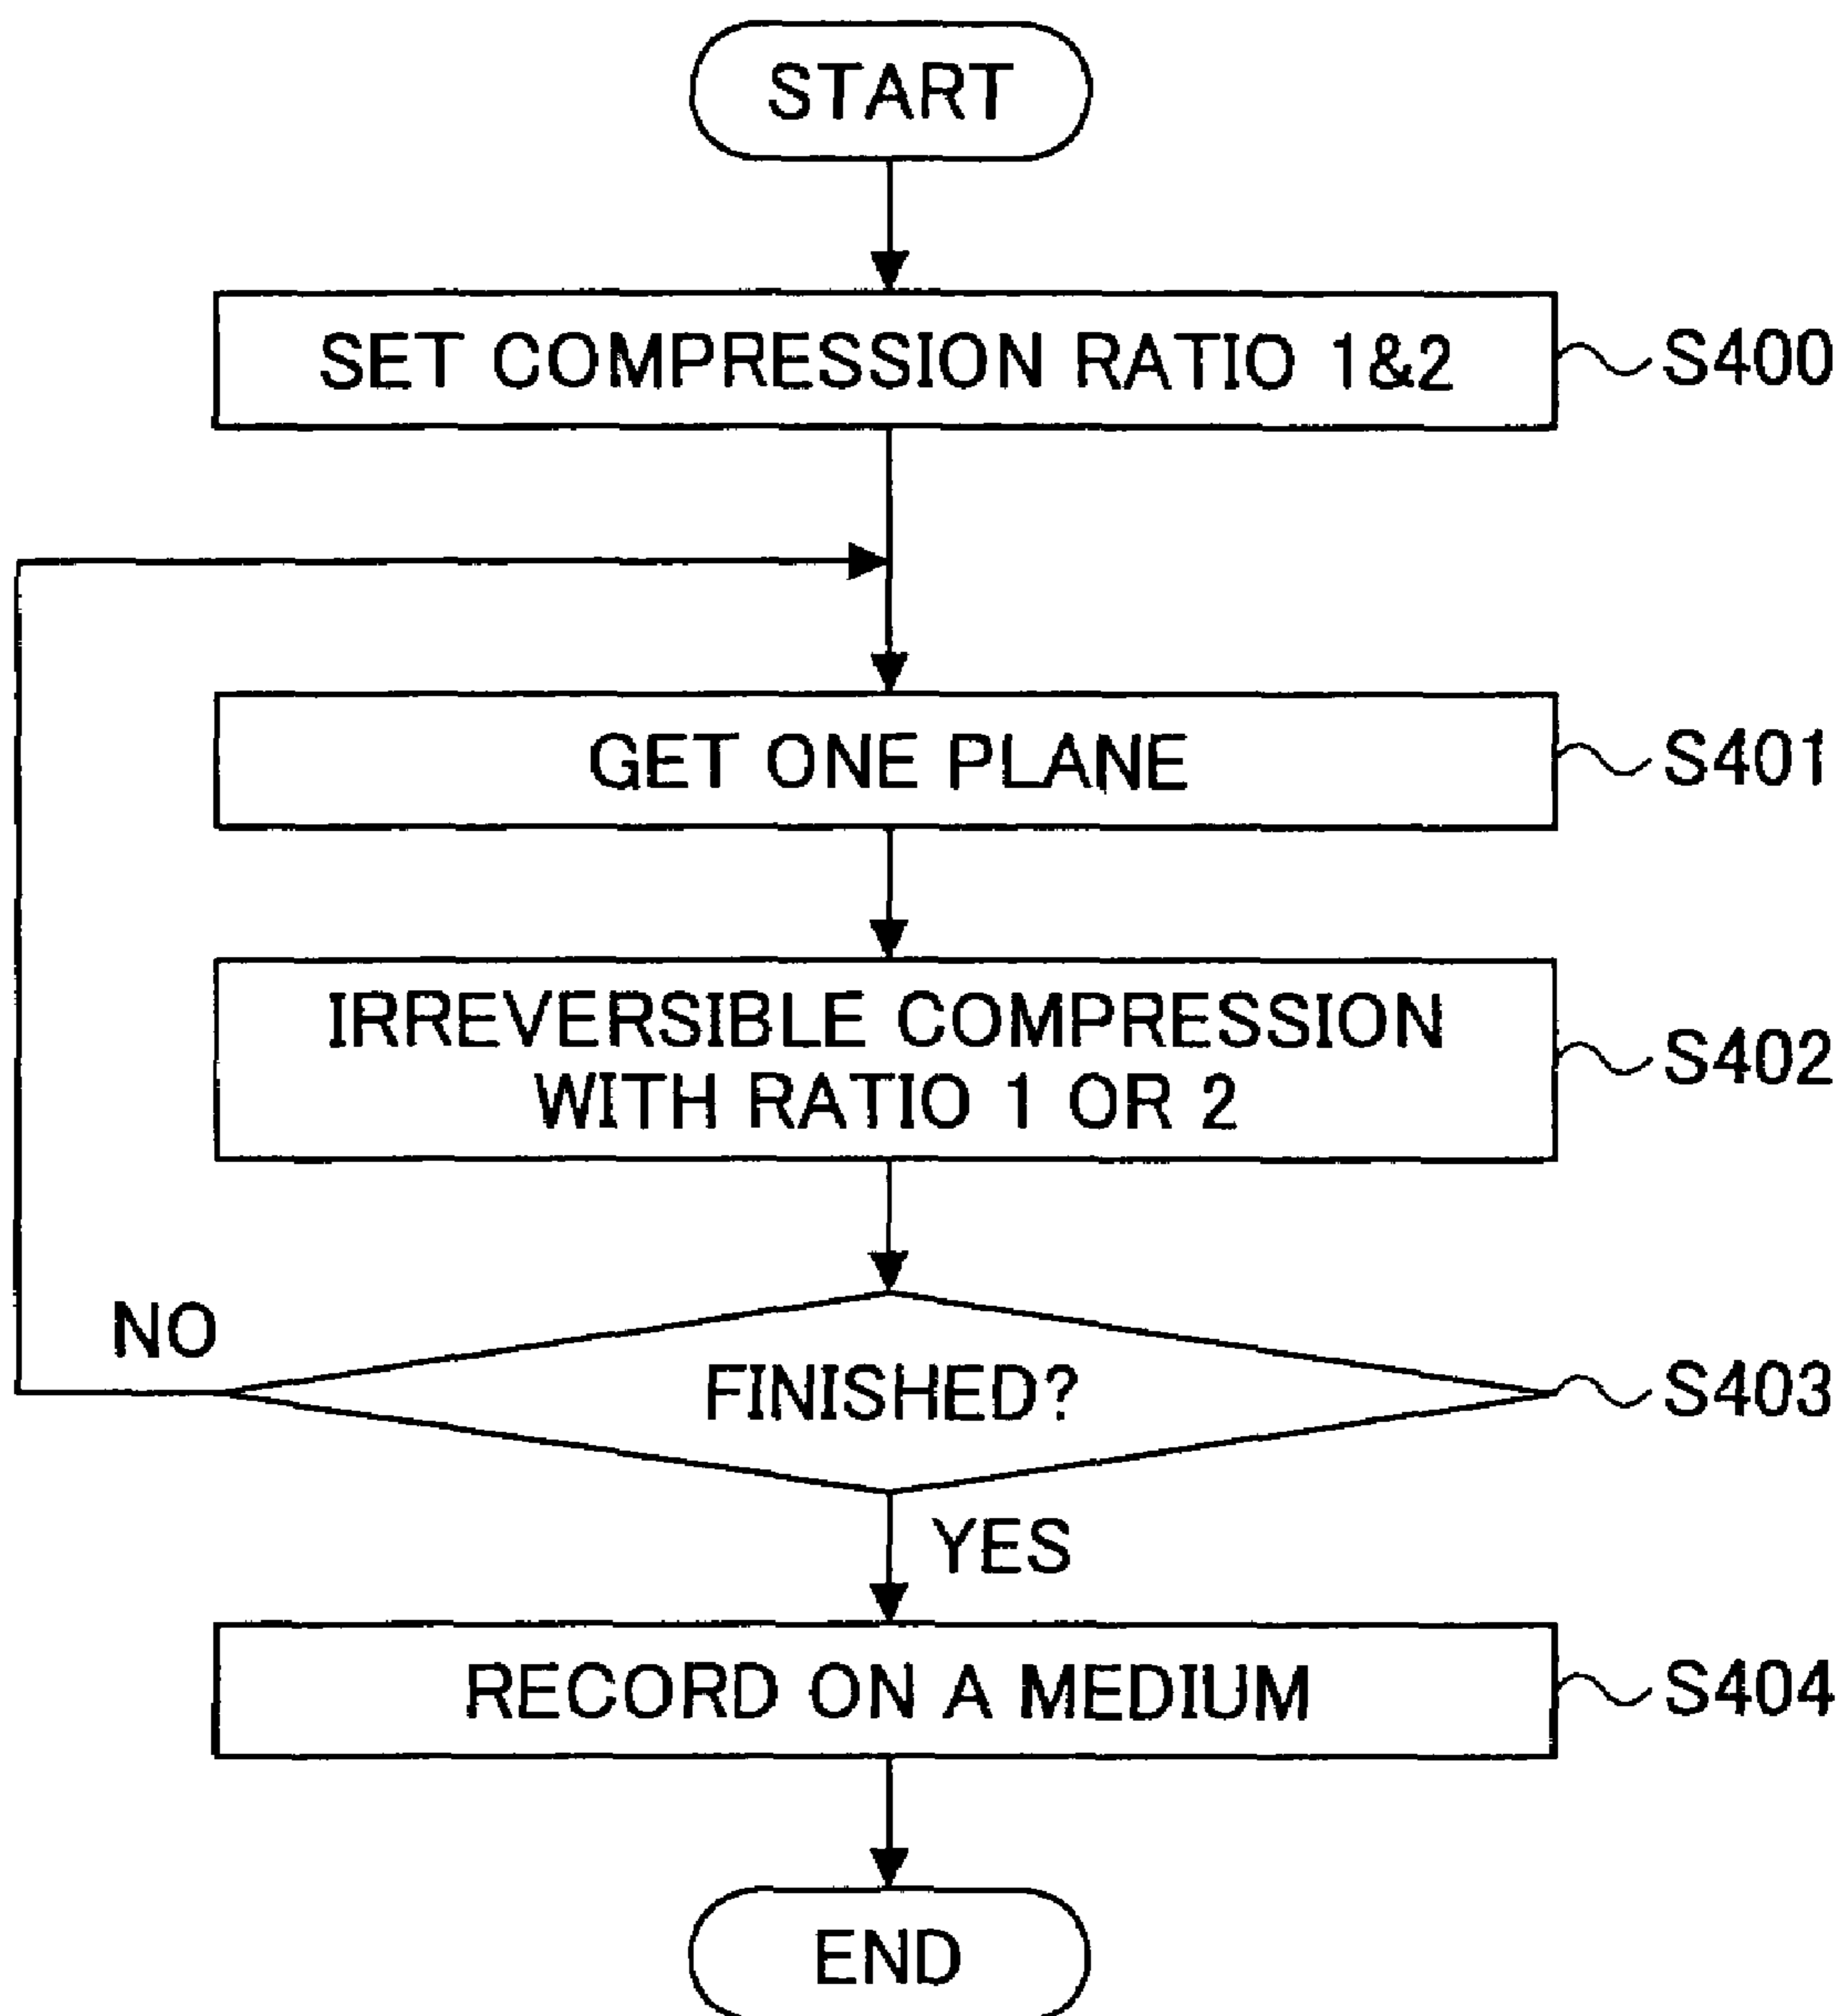 START
SET COMPRESSION RATIO 1&2
S400
GET ONE PLANE
S401
IRREVERSIBLE COMPRESSION
WITH RATIO 1 OR 2
S402
NO
FINISHED?
S403
YES
RECORD ON A MEDIUM
S404
END